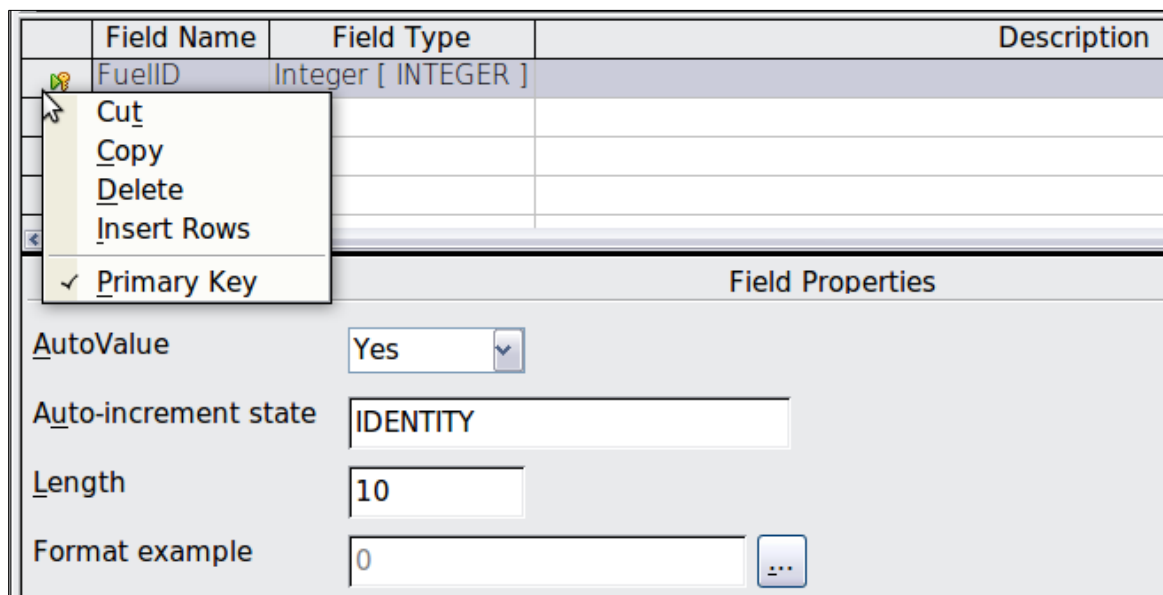 Field Name Field Type Description
FuelID Integer [ INTEGER ]
Cut
Copy
Delete
Insert Rows
Primary Key
Field Properties
AutoValue Yes
Auto-increment state IDENTITY
Length 10
Format example 0 ...